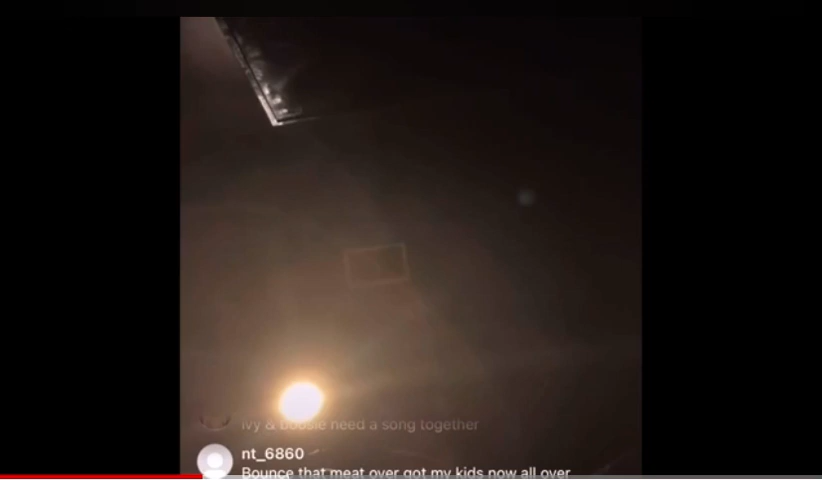 ivy & boosie need a song together
nt_6860
Bounce that meat over got my kids now all over